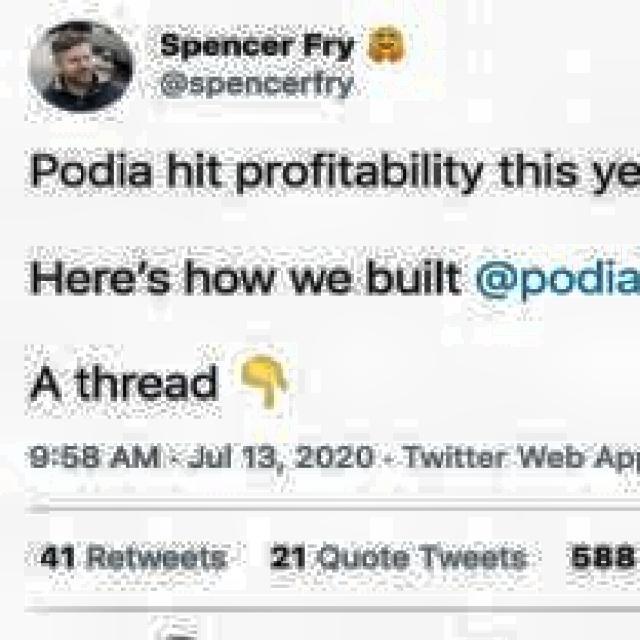 Spencer Fry 🤗
@spencerfry
Podia hit profitability this ye
Here's how we built @podia
A thread 👇
9:58 AM · Jul 13, 2020 · Twitter Web App
41 Retweets 21 Quote Tweets 588